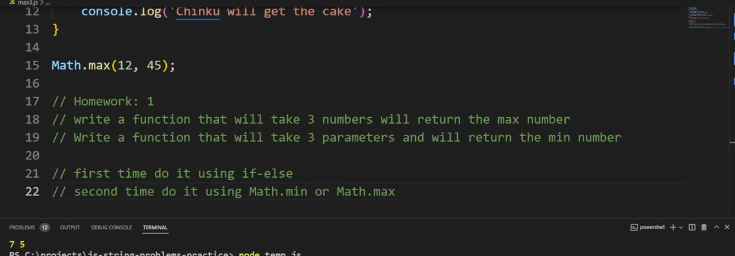 max3.js > ...
12 console.log('Chinku will get the cake');
13 }
14
15 Math.max(12, 45);
16
17 // Homework: 1
18 // write a function that will take 3 numbers will return the max number
19 // Write a function that will take 3 parameters and will return the min number
20
21 // first time do it using if-else
22 // second time do it using Math.min or Math.max
PROBLEMS 12 OUTPUT DEBUG CONSOLE TERMINAL powershell
7 5
PS C:\projects\js-string-problems-practice> node temp.js